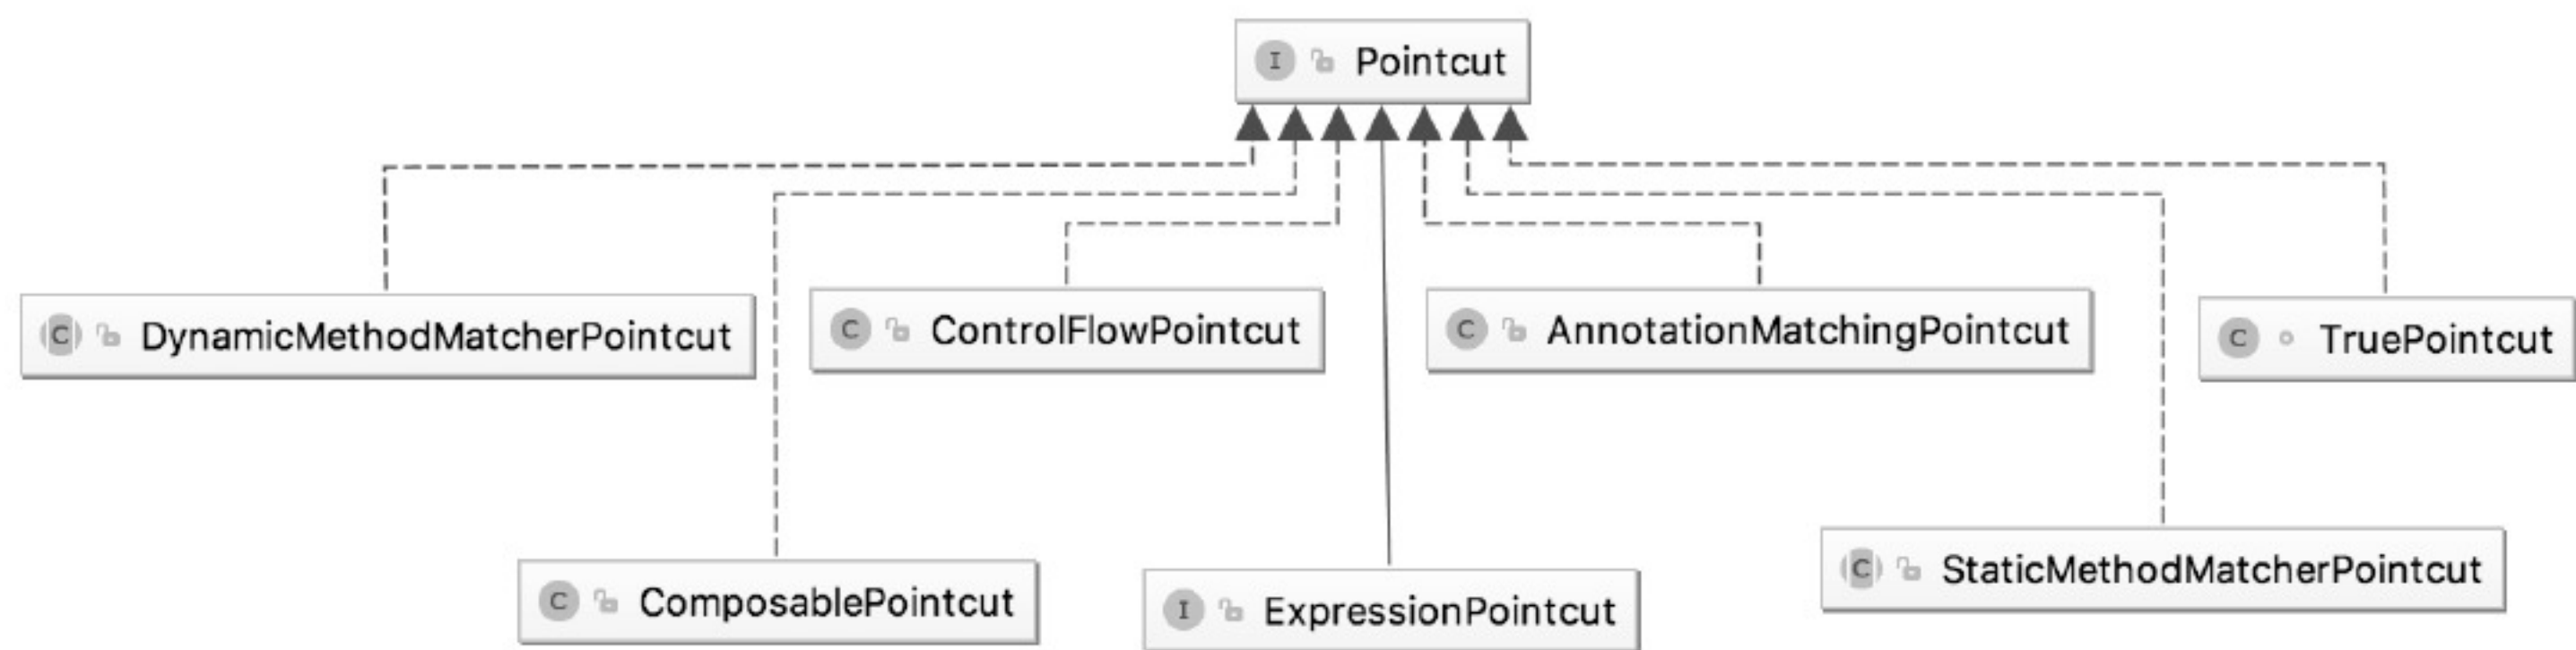 I Pointcut
C DynamicMethodMatcherPointcut
C ControlFlowPointcut
C AnnotationMatchingPointcut
C TruePointcut
C ComposablePointcut
I ExpressionPointcut
C StaticMethodMatcherPointcut